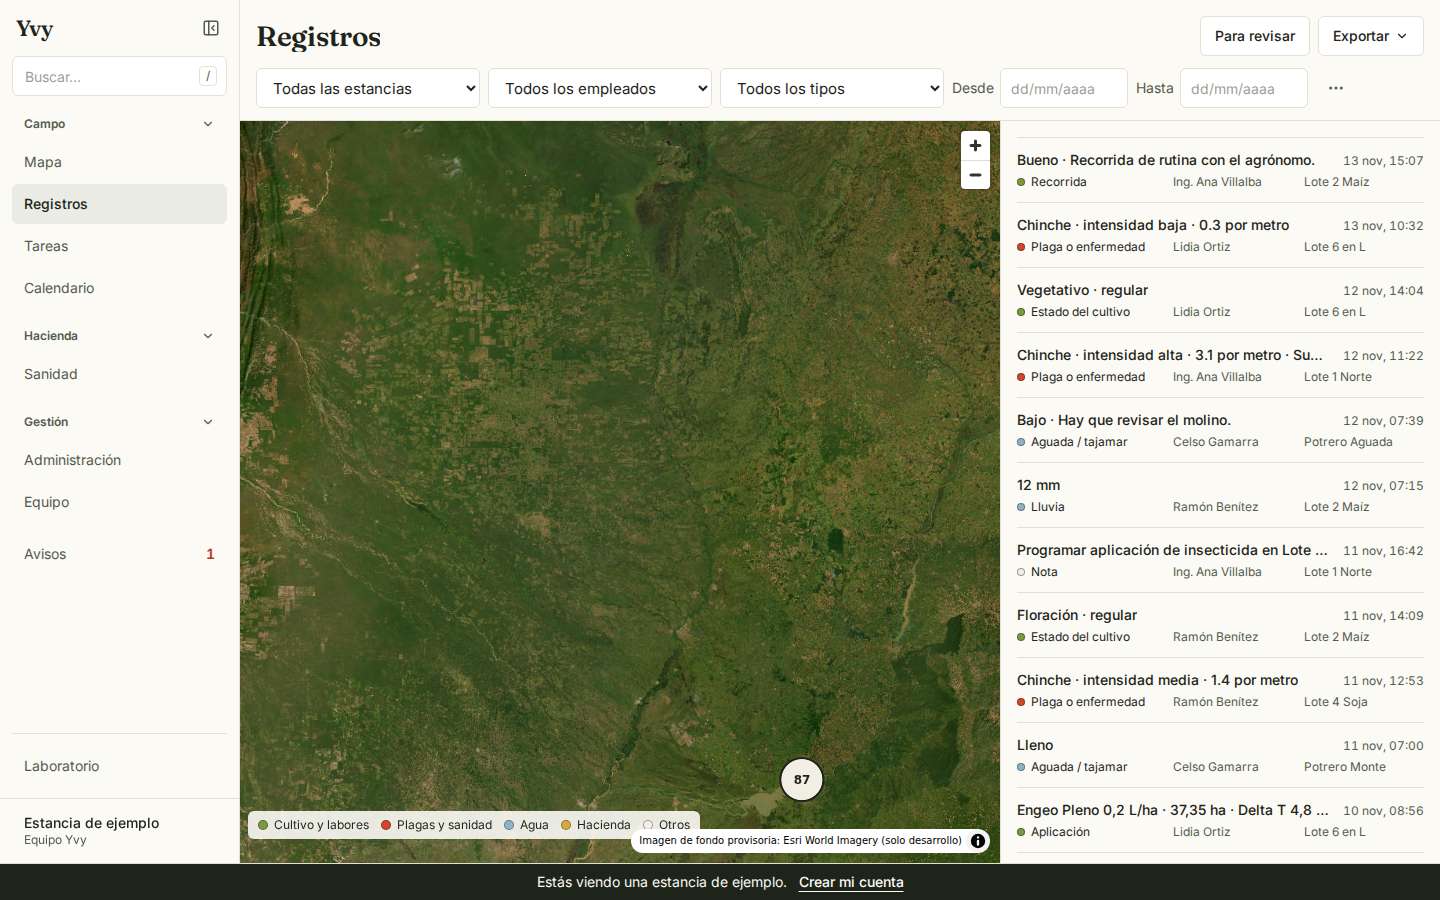 Yvy
Buscar...
/
Campo
Mapa
Registros
Tareas
Calendario
Hacienda
Sanidad
Gestión
Administración
Equipo
Avisos 1
Laboratorio
Estancia de ejemplo
Equipo Yvy
Registros
Para revisar
Exportar
Todas las estancias
Todos los empleados
Todos los tipos
Desde dd/mm/aaaa
Hasta dd/mm/aaaa
87
Cultivo y labores Plagas y sanidad Agua Hacienda Otros
Imagen de fondo provisoria: Esri World Imagery (solo desarrollo)
Bueno · Recorrida de rutina con el agrónomo. 13 nov, 15:07
Recorrida Ing. Ana Villalba Lote 2 Maíz
Chinche · intensidad baja · 0.3 por metro 13 nov, 10:32
Plaga o enfermedad Lidia Ortiz Lote 6 en L
Vegetativo · regular 12 nov, 14:04
Estado del cultivo Lidia Ortiz Lote 6 en L
Chinche · intensidad alta · 3.1 por metro · Su... 12 nov, 11:22
Plaga o enfermedad Ing. Ana Villalba Lote 1 Norte
Bajo · Hay que revisar el molino. 12 nov, 07:39
Aguada / tajamar Celso Gamarra Potrero Aguada
12 mm 12 nov, 07:15
Lluvia Ramón Benítez Lote 2 Maíz
Programar aplicación de insecticida en Lote ... 11 nov, 16:42
Nota Ing. Ana Villalba Lote 1 Norte
Floración · regular 11 nov, 14:09
Estado del cultivo Ramón Benítez Lote 2 Maíz
Chinche · intensidad media · 1.4 por metro 11 nov, 12:53
Plaga o enfermedad Ramón Benítez Lote 4 Soja
Lleno 11 nov, 07:00
Aguada / tajamar Celso Gamarra Potrero Monte
Engeo Pleno 0,2 L/ha · 37,35 ha · Delta T 4,8 ... 10 nov, 08:56
Aplicación Lidia Ortiz Lote 6 en L
Estás viendo una estancia de ejemplo. Crear mi cuenta